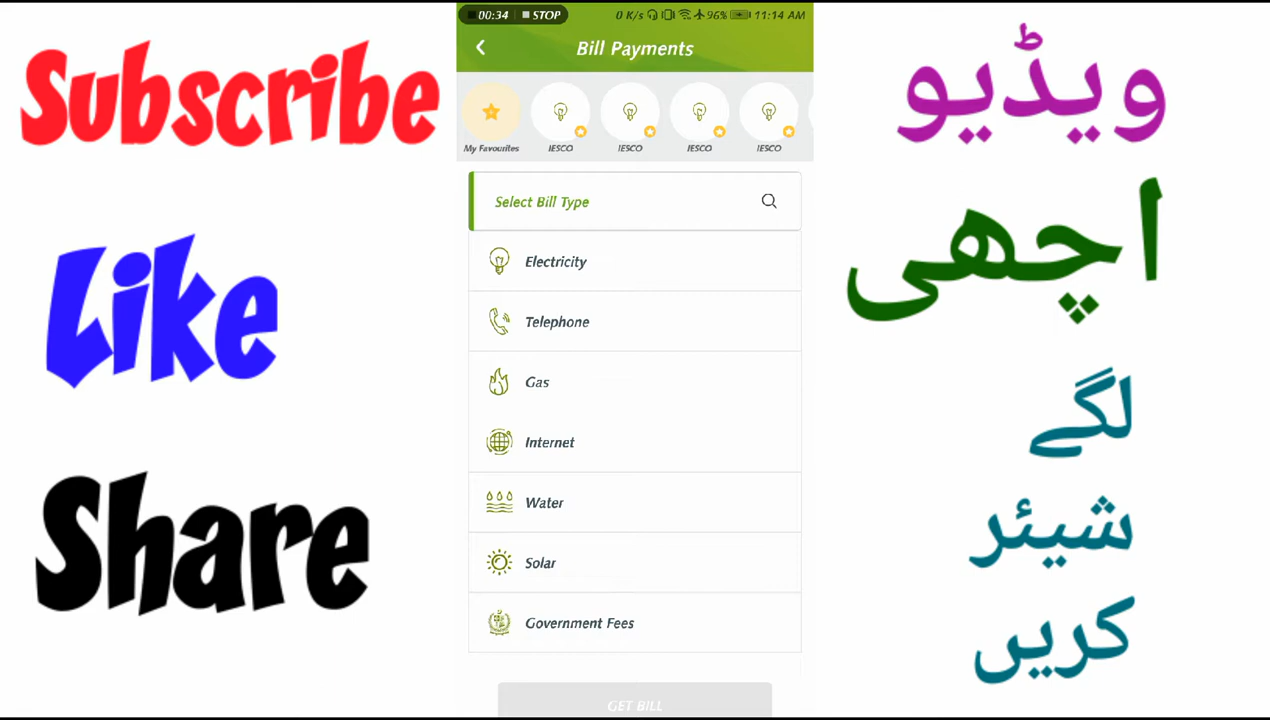 Subscribe
Like
Share
00:34 STOP 0 K/s 96% 11:14 AM
Bill Payments
My Favourites IESCO IESCO IESCO IESCO
Select Bill Type
Electricity
Telephone
Gas
Internet
Water
Solar
Government Fees
GET BILL
ویڈیو
اچھی
لگے
شیئر
کریں